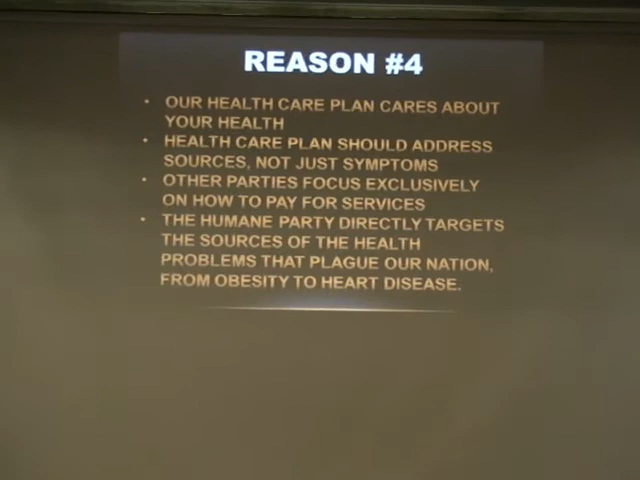 REASON #4
• OUR HEALTH CARE PLAN CARES ABOUT
YOUR HEALTH
• HEALTH CARE PLAN SHOULD ADDRESS
SOURCES, NOT JUST SYMPTOMS
• OTHER PARTIES FOCUS EXCLUSIVELY
ON HOW TO PAY FOR SERVICES
• THE HUMANE PARTY DIRECTLY TARGETS
THE SOURCES OF THE HEALTH
PROBLEMS THAT PLAGUE OUR NATION,
FROM OBESITY TO HEART DISEASE.